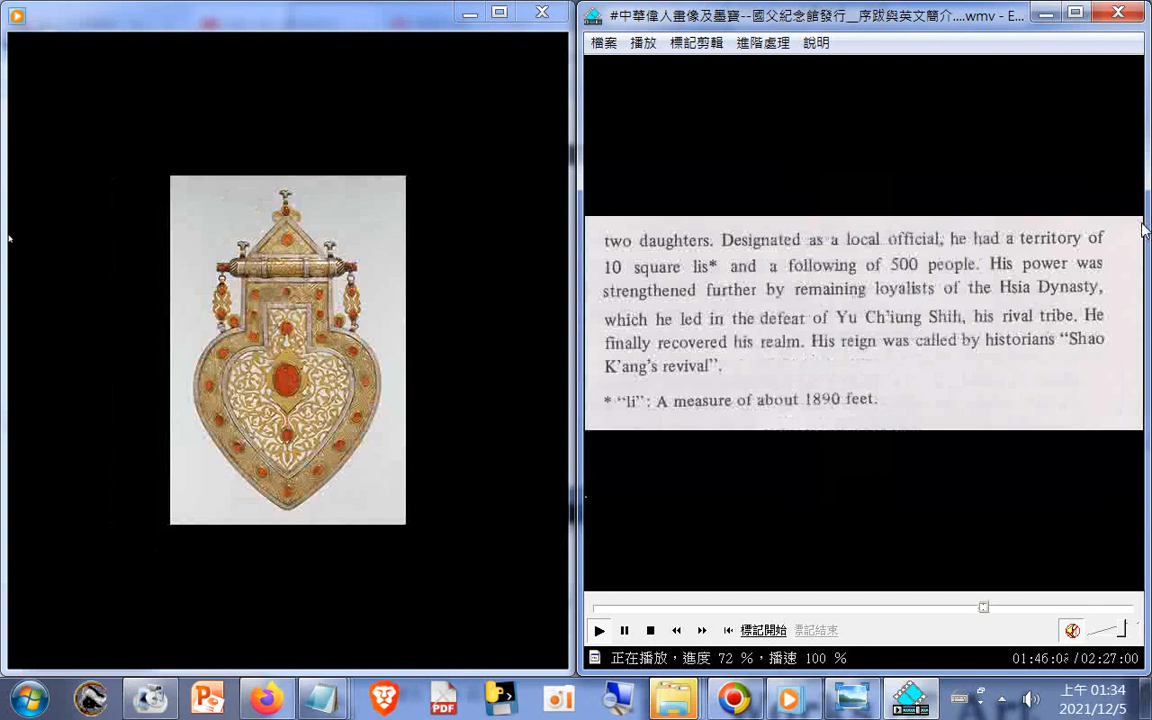 #中華偉人畫像及墨寶--國父紀念館發行__序跋與英文簡介....wmv - E...
檔案 播放 標記剪輯 進階處理 說明
two daughters. Designated as a local official, he had a territory of
10 square lis* and a following of 500 people. His power was
strengthened further by remaining loyalists of the Hsia Dynasty,
which he led in the defeat of Yu Ch'iung Shih, his rival tribe. He
finally recovered his realm. His reign was called by historians "Shao
K'ang's revival".
* "li": A measure of about 1890 feet.
標記開始 標記結束
正在播放，進度 72 %，播速 100 %
/02:27:00
PDF
上午 01:34
2021/12/5